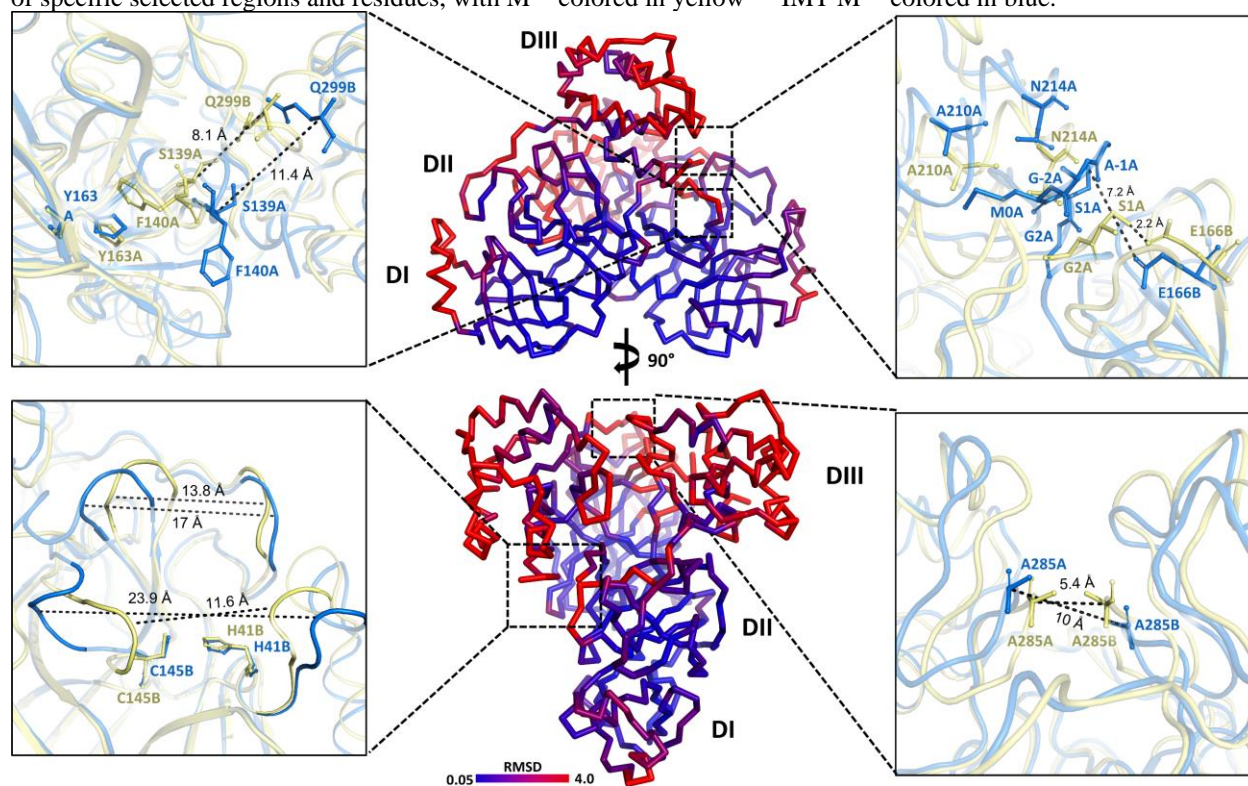 of specific selected regions and residues, with M colored in yellow IMT M colored in blue.
DIII
DII
DI
90°
Q299B
Q299B
8.1 Å
S139A
11.4 Å
Y163
A
F140A
S139A
Y163A
F140A
N214A
A210A
N214A
A-1A
A210A
G-2A
7.2 Å
M0A
S1A
S1A
2.2 Å
G2A
E166B
G2A
E166B
13.8 Å
17 Å
23.9 Å
11.6 Å
H41B
C145B
H41B
C145B
DIII
DII
DI
RMSD
0.05
4.0
A285A
5.4 Å
10 Å
A285B
A285A
A285B